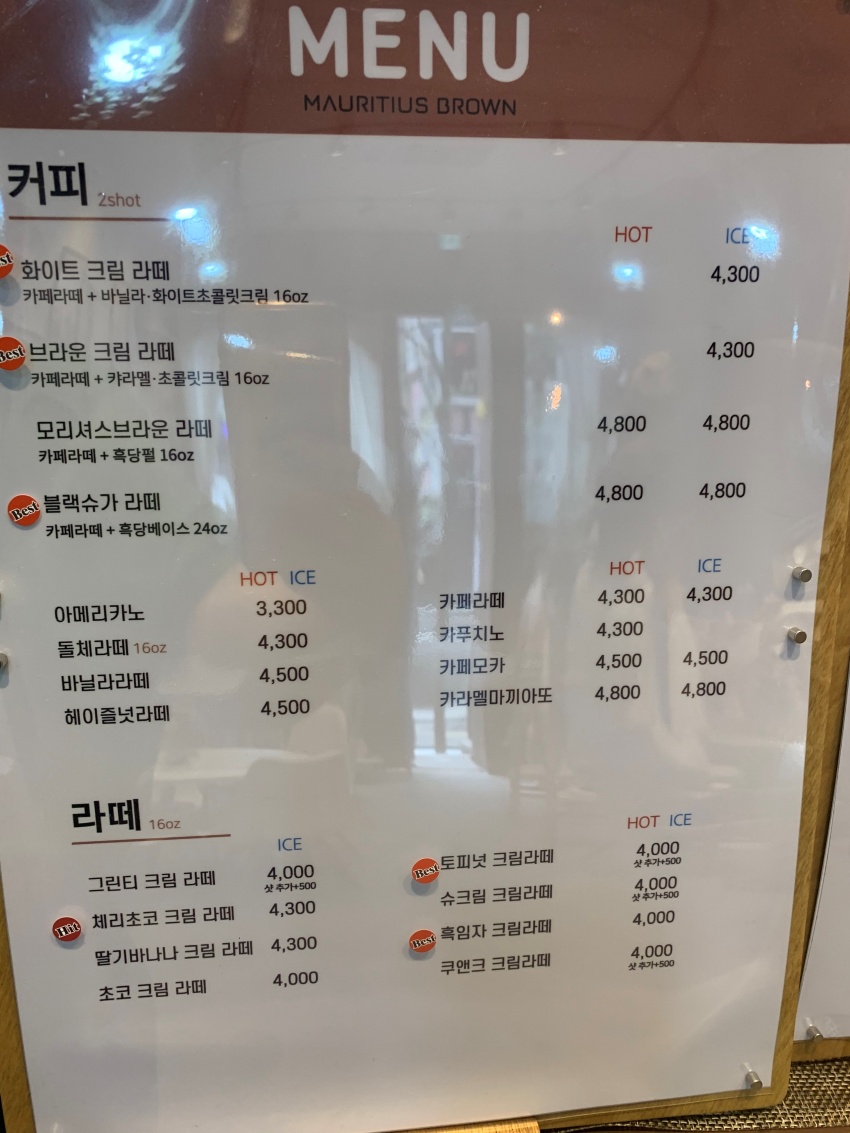 MENU
MAURITIUS BROWN
커피 2shot
HOT ICE
화이트 크림 라떼 4,300
카페라떼 + 바닐라·화이트초콜릿크림 16oz
Best 브라운 크림 라떼 4,300
카페라떼 + 캬라멜·초콜릿크림 16oz
모리셔스브라운 라떼 4,800 4,800
카페라떼 + 흑당펄 16oz
Best 블랙슈가 라떼 4,800 4,800
카페라떼 + 흑당베이스 24oz
HOT ICE
아메리카노 3,300
돌체라떼 16oz 4,300
바닐라라떼 4,500
헤이즐넛라떼 4,500
HOT ICE
카페라떼 4,300 4,300
카푸치노 4,300
카페모카 4,500 4,500
카라멜마끼아또 4,800 4,800
라떼 16oz
ICE
그린티 크림 라떼 4,000
샷 추가+500
Hit 체리초코 크림 라떼 4,300
딸기바나나 크림 라떼 4,300
초코 크림 라떼 4,000
HOT ICE
Best 토피넛 크림라떼 4,000
샷 추가+500
슈크림 크림라떼 4,000
샷 추가+500
Best 흑임자 크림라떼 4,000
쿠앤크 크림라떼 4,000
샷 추가+500